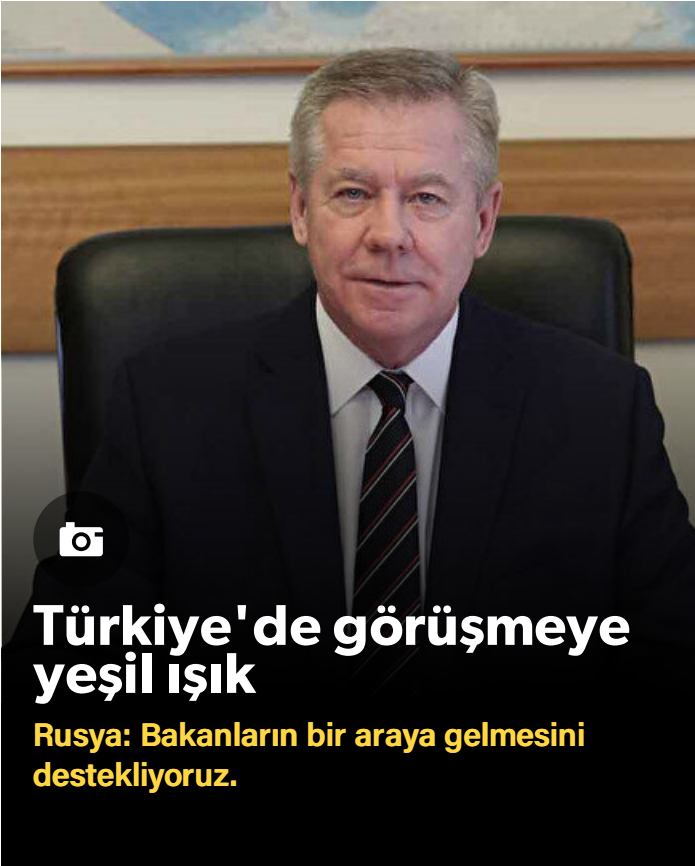 Türkiye'de görüşmeye
yeşil ışık
Rusya: Bakanların bir araya gelmesini
destekliyoruz.